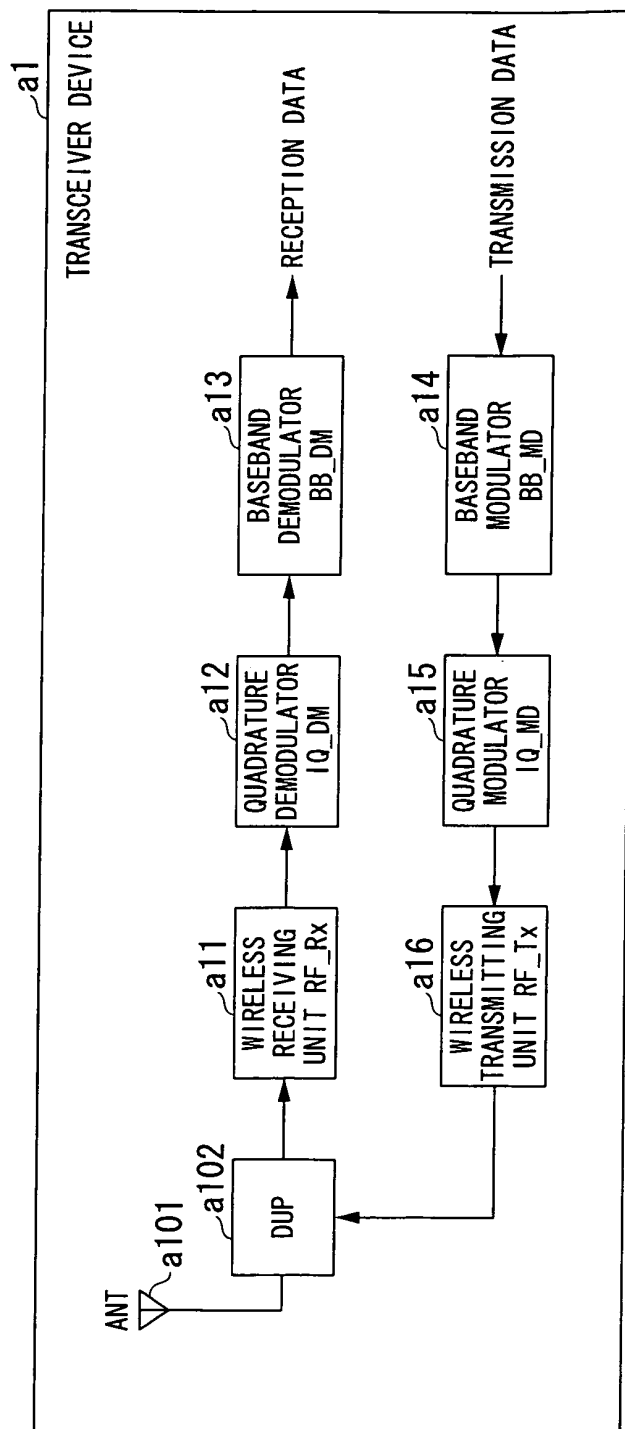 a1
TRANSCEIVER DEVICE
ANT
a101
a102
DUP
a11
WIRELESS
RECEIVING
UNIT RF_Rx
a12
QUADRATURE
DEMODULATOR
IQ_DM
a13
BASEBAND
DEMODULATOR
BB_DM
RECEPTION DATA
a16
WIRELESS
TRANSMITTING
UNIT RF_Tx
a15
QUADRATURE
MODULATOR
IQ_MD
a14
BASEBAND
MODULATOR
BB_MD
TRANSMISSION DATA